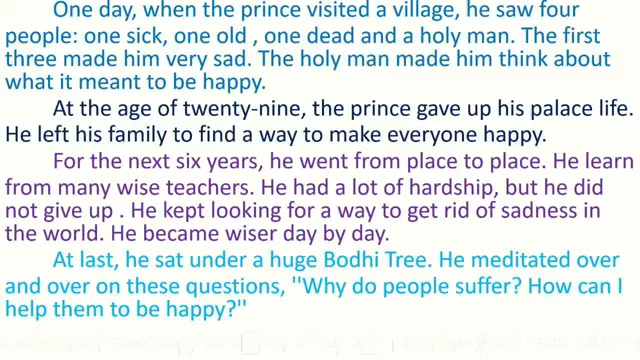 One day, when the prince visited a village, he saw four
people: one sick, one old , one dead and a holy man. The first
three made him very sad. The holy man made him think about
what it meant to be happy.
At the age of twenty-nine, the prince gave up his palace life.
He left his family to find a way to make everyone happy.
For the next six years, he went from place to place. He learn
from many wise teachers. He had a lot of hardship, but he did
not give up . He kept looking for a way to get rid of sadness in
the world. He became wiser day by day.
At last, he sat under a huge Bodhi Tree. He meditated over
and over on these questions, "Why do people suffer? How can I
help them to be happy?"